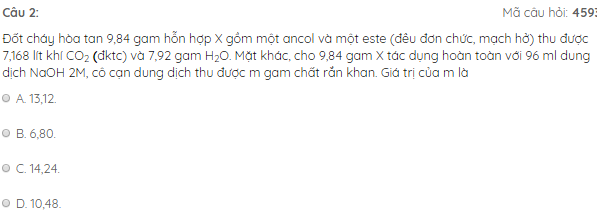 Câu 2: Mã câu hỏi: 4593
Đốt cháy hòa tan 9,84 gam hỗn hợp X gồm một ancol và một este (đều đơn chức, mạch hở) thu được
7,168 lít khí CO₂ (đktc) và 7,92 gam H₂O. Mặt khác, cho 9,84 gam X tác dụng hoàn toàn với 96 ml dung
dịch NaOH 2M, cô cạn dung dịch thu được m gam chất rắn khan. Giá trị của m là
A. 13,12.
B. 6,80.
C. 14,24.
D. 10,48.